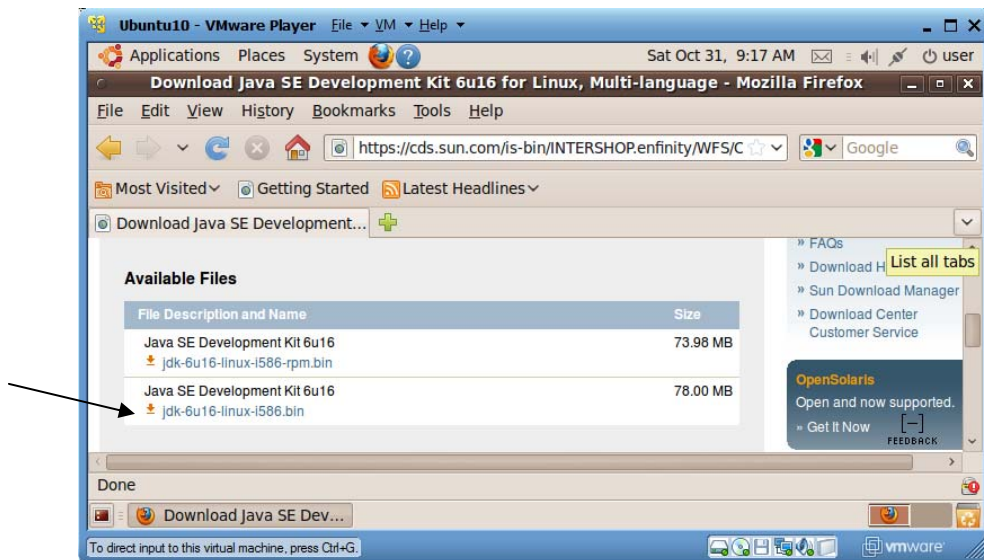 Ubuntu10 - VMware Player File VM Help
Applications Places System Sat Oct 31, 9:17 AM user
Download Java SE Development Kit 6u16 for Linux, Multi-language - Mozilla Firefox
File Edit View History Bookmarks Tools Help
https://cds.sun.com/is-bin/INTERSHOP.enfinity/WFS/C Google
Most Visited Getting Started Latest Headlines
Download Java SE Development...
» FAQs
List all tabs
» Download H
Available Files
» Sun Download Manager
File Description and Name Size
» Download Center
Customer Service
Java SE Development Kit 6u16 73.98 MB
jdk-6u16-linux-i586-rpm.bin
Java SE Development Kit 6u16 78.00 MB
jdk-6u16-linux-i586.bin
OpenSolaris
Open and now supported.
» Get It Now
[–]
FEEDBACK
Done
Download Java SE Dev...
To direct input to this virtual machine, press Ctrl+G.
vmware